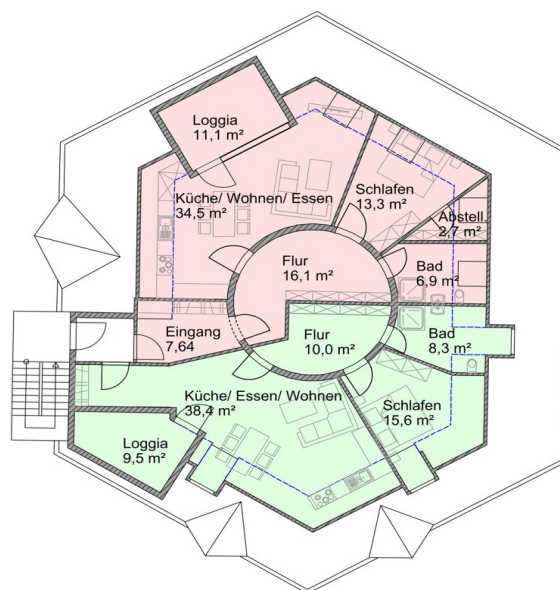 Loggia
11,1 m²
Küche/ Wohnen/ Essen
34,5 m²
Schlafen
13,3 m²
Abstell.
2,7 m²
Flur
16,1 m²
Bad
6,9 m²
Eingang
7,64
Flur
10,0 m²
Bad
8,3 m²
Küche/ Essen/ Wohnen
38,4 m²
Schlafen
15,6 m²
Loggia
9,5 m²